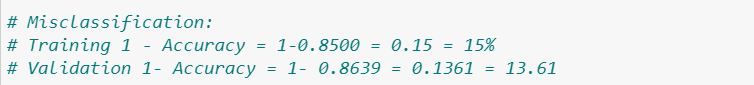 # Misclassification:
# Training 1 - Accuracy = 1-0.8500 = 0.15 = 15%
# Validation 1- Accuracy = 1- 0.8639 = 0.1361 = 13.61